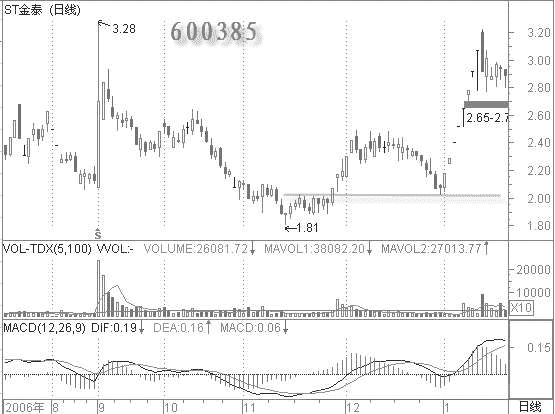 ST金泰 (日线)
600385
3.28
3.20
3.00
2.80
2.65-2.7
2.60
2.40
2.20
2.00
1.81
1.80
S
VOL-TDX(5,100) VVOL:- VOLUME:26081.72↓ MAVOL1:38082.20↓ MAVOL2:27013.77↑
20000
10000
X10
MACD(12,26,9) DIF:0.19↓ DEA:0.16↑ MACD:0.06↓
0.15
2006年 8 9 10 11 12 1 日线